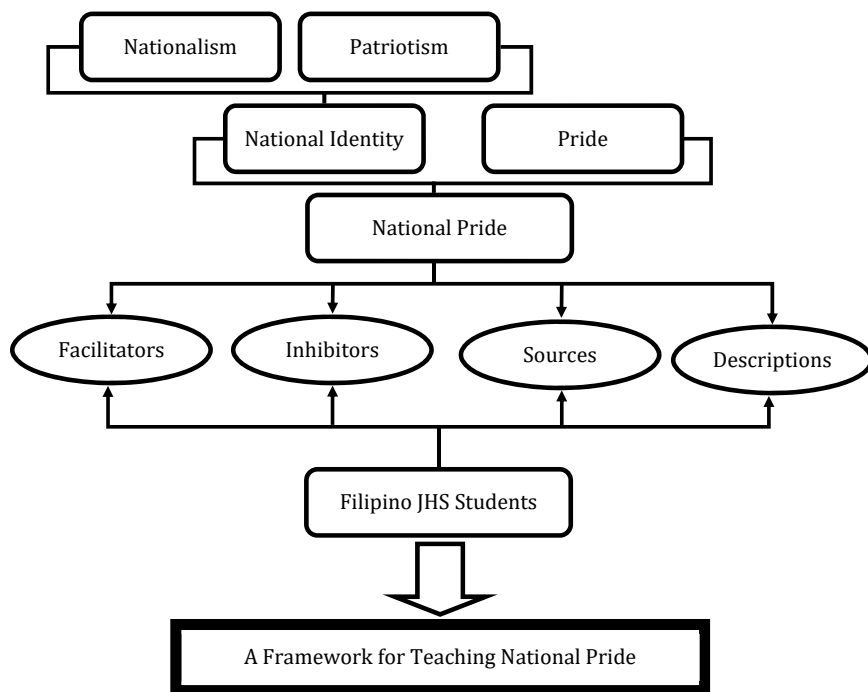 Nationalism
Patriotism
National Identity
Pride
National Pride
Facilitators
Inhibitors
Sources
Descriptions
Filipino JHS Students
A Framework for Teaching National Pride